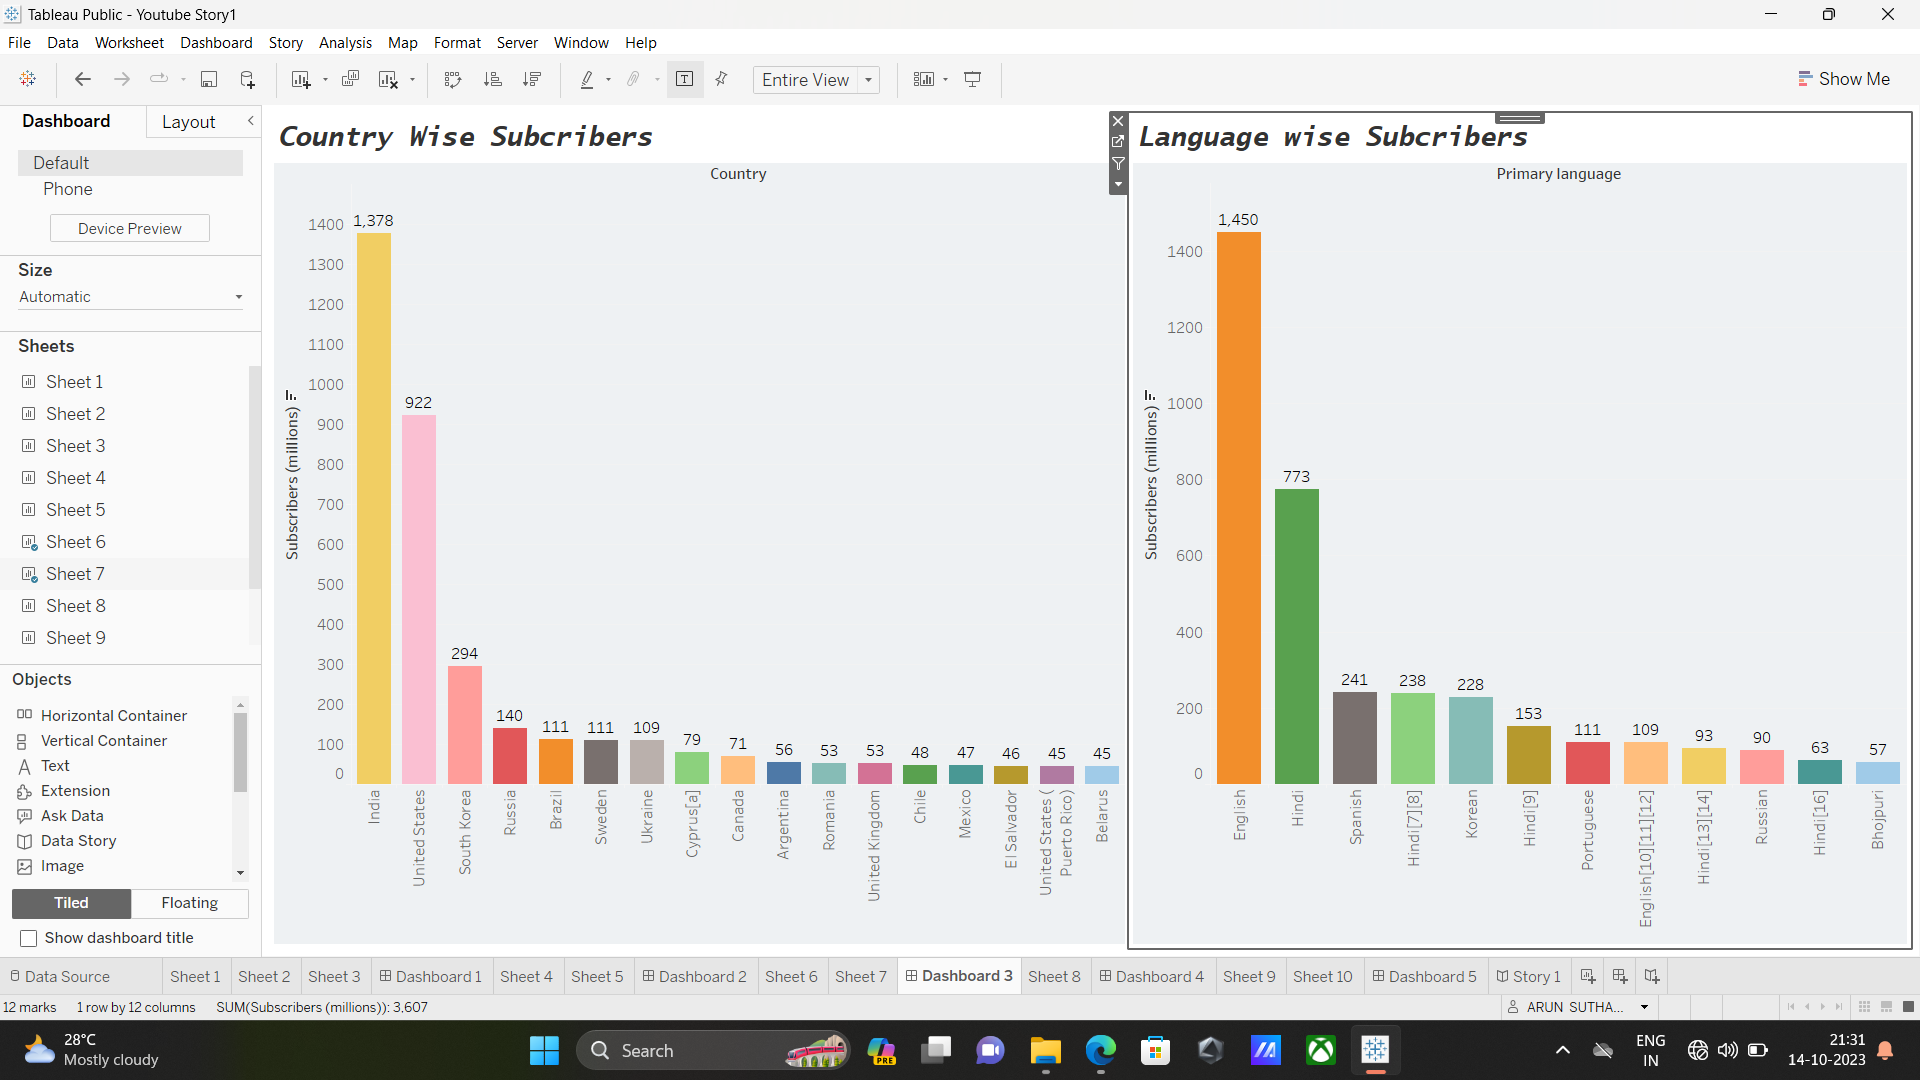 Tableau Public - Youtube Story1
File Data Worksheet Dashboard Story Analysis Map Format Server Window Help
Entire View
Show Me
Dashboard Layout
Default
Phone
Device Preview
Size
Automatic
Sheets
Sheet 1
Sheet 2
Sheet 3
Sheet 4
Sheet 5
Sheet 6
Sheet 7
Sheet 8
Sheet 9
Objects
Horizontal Container
Vertical Container
Text
Extension
Ask Data
Data Story
Image
Tiled Floating
Show dashboard title
Country Wise Subcribers
Country
Subscribers (millions)
1400
1300
1200
1100
1000
900
800
700
600
500
400
300
200
100
0
1,378
922
294
140
111
111
109
79
71
56
53
53
48
47
46
45
45
India
United States
South Korea
Russia
Brazil
Sweden
Ukraine
Cyprus[a]
Canada
Argentina
Romania
United Kingdom
Chile
Mexico
El Salvador
United States (
Puerto Rico)
Belarus
Language wise Subcribers
Primary language
Subscribers (millions)
1400
1200
1000
800
600
400
200
0
1,450
773
241
238
228
153
111
109
93
90
63
57
English
Hindi
Spanish
Hindi[7][8]
Korean
Hindi[9]
Portuguese
English[10][11][12]
Hindi[13][14]
Russian
Hindi[16]
Bhojpuri
Data Source Sheet 1 Sheet 2 Sheet 3 Dashboard 1 Sheet 4 Sheet 5 Dashboard 2 Sheet 6 Sheet 7 Dashboard 3 Sheet 8 Dashboard 4 Sheet 9 Sheet 10 Dashboard 5 Story 1
12 marks 1 row by 12 columns SUM(Subscribers (millions)): 3,607
ARUN SUTHA...
28°C
Mostly cloudy
Search
PRE
ENG
IN
21:31
14-10-2023